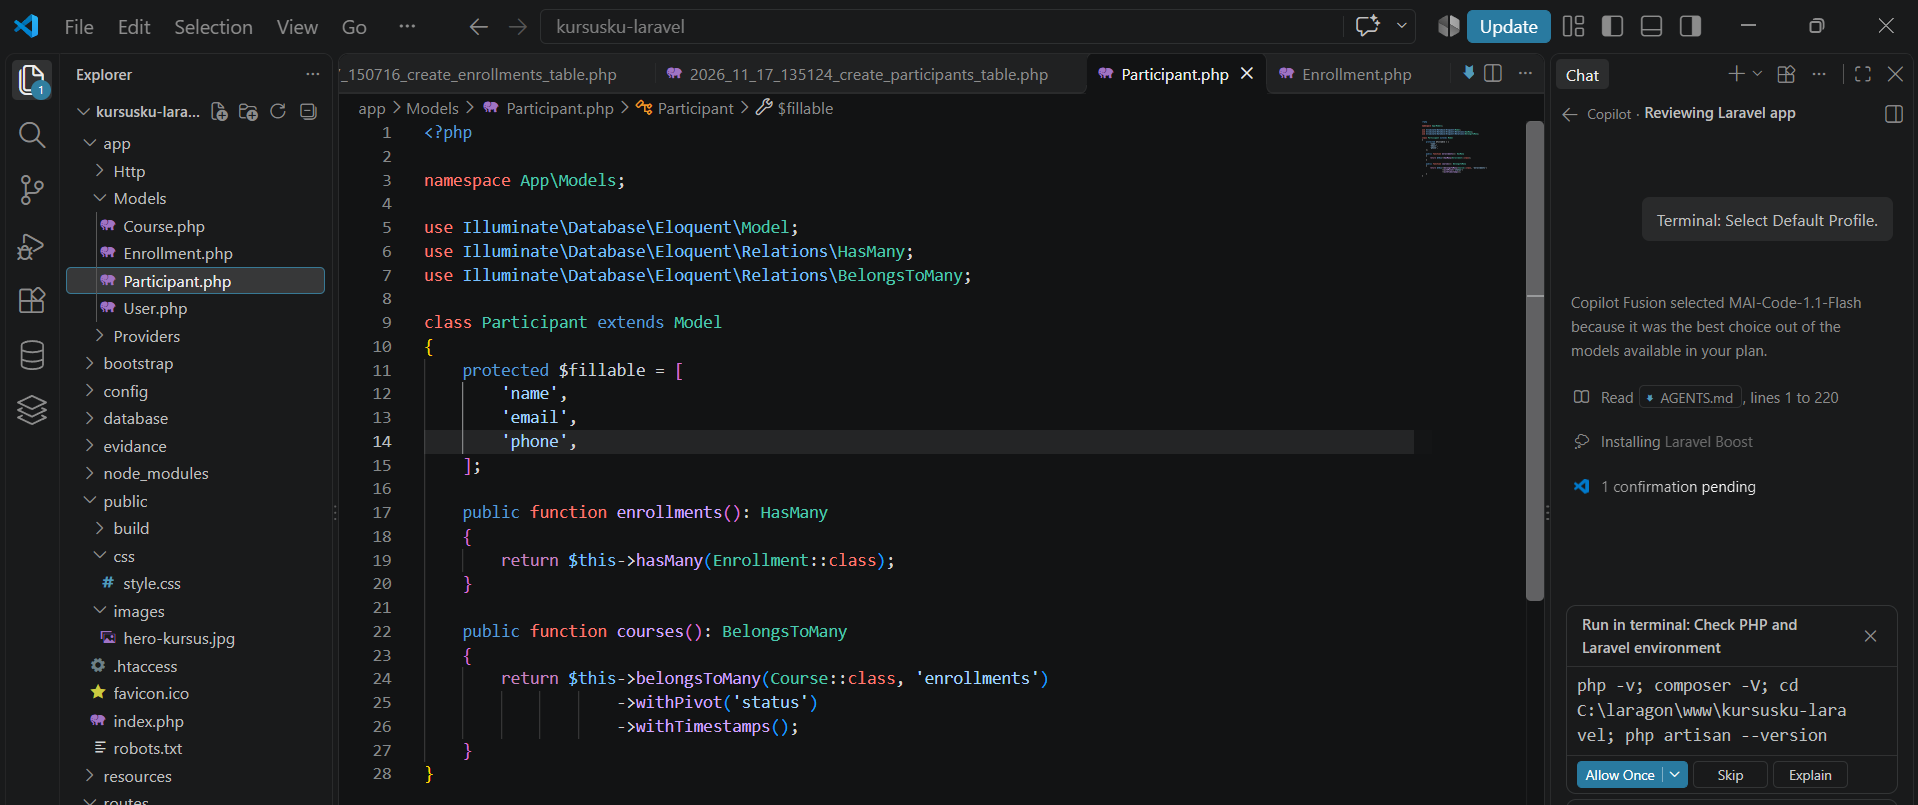 File Edit Selection View Go ··· kursusku-laravel Update
Explorer ···
kursusku-lara...
app
Http
Models
Course.php
Enrollment.php
Participant.php
User.php
Providers
bootstrap
config
database
evidance
node_modules
public
build
css
# style.css
images
hero-kursus.jpg
.htaccess
favicon.ico
index.php
robots.txt
resources
routes
1
_150716_create_enrollments_table.php 2026_11_17_135124_create_participants_table.php Participant.php Enrollment.php ···
app > Models > Participant.php > Participant > $fillable
1 <?php
2
3 namespace App\Models;
4
5 use Illuminate\Database\Eloquent\Model;
6 use Illuminate\Database\Eloquent\Relations\HasMany;
7 use Illuminate\Database\Eloquent\Relations\BelongsToMany;
8
9 class Participant extends Model
10 {
11 protected $fillable = [
12 'name',
13 'email',
14 'phone',
15 ];
16
17 public function enrollments(): HasMany
18 {
19 return $this->hasMany(Enrollment::class);
20 }
21
22 public function courses(): BelongsToMany
23 {
24 return $this->belongsToMany(Course::class, 'enrollments')
25 ->withPivot('status')
26 ->withTimestamps();
27 }
28 }
Chat ···
Copilot · Reviewing Laravel app
Terminal: Select Default Profile.
Copilot Fusion selected MAI-Code-1.1-Flash
because it was the best choice out of the
models available in your plan.
Read AGENTS.md, lines 1 to 220
Installing Laravel Boost
1 confirmation pending
Run in terminal: Check PHP and
Laravel environment
php -v; composer -V; cd
C:\laragon\www\kursusku-lara
vel; php artisan --version
Allow Once Skip Explain